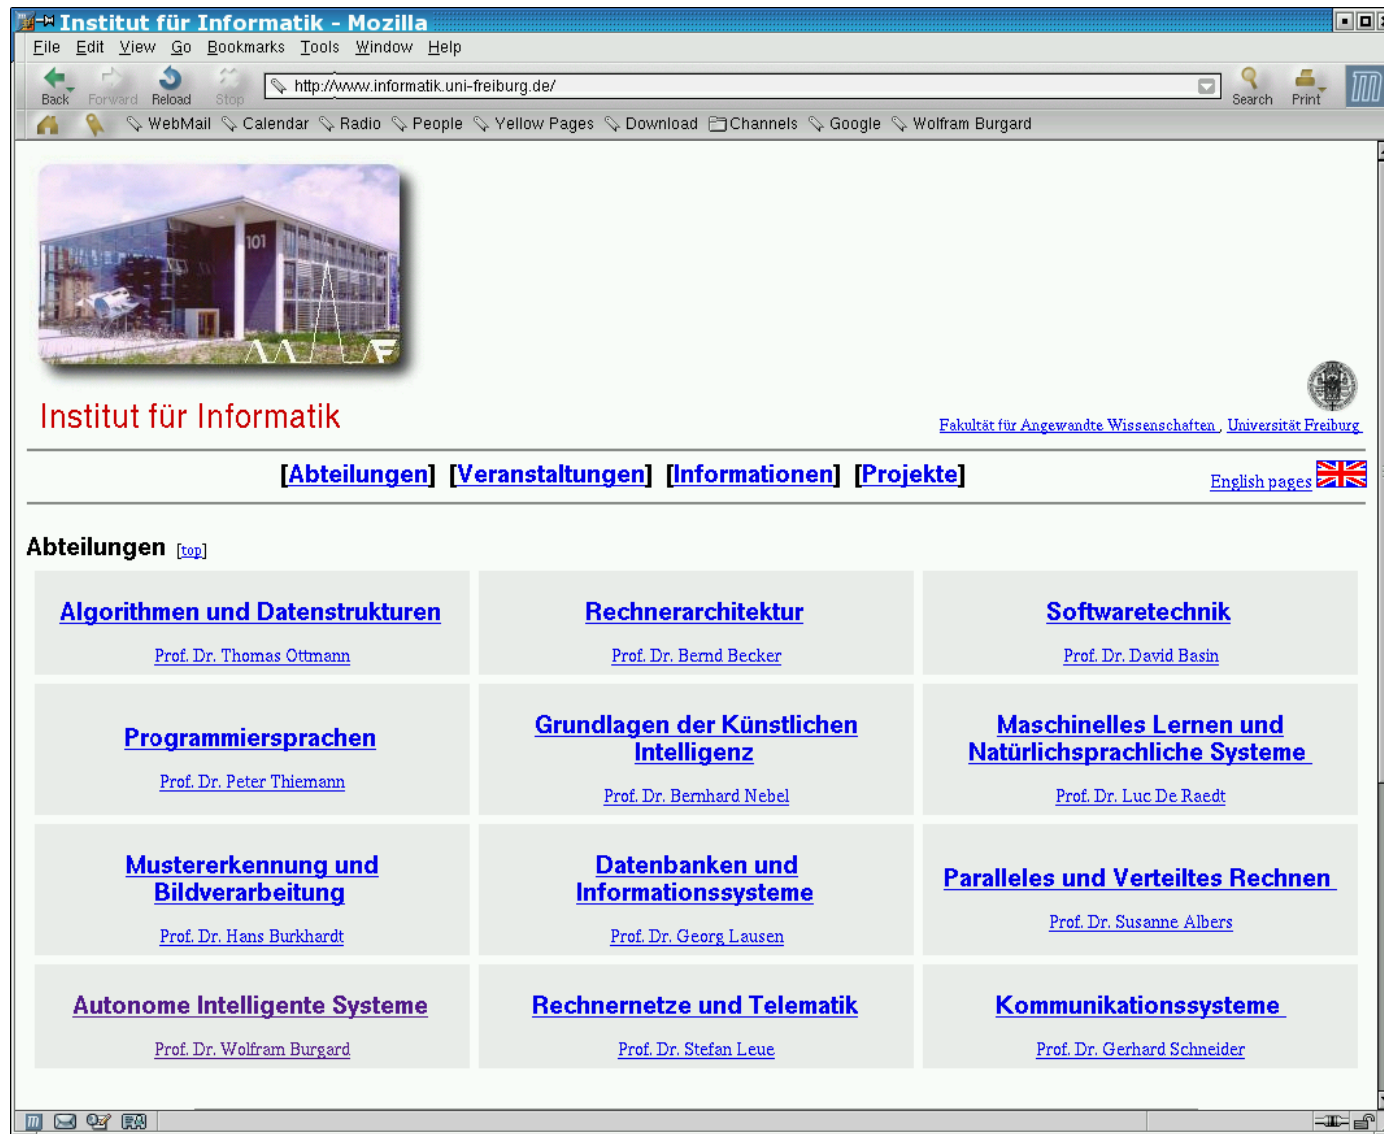 Institut für Informatik - Mozilla
File Edit View Go Bookmarks Tools Window Help
Back Forward Reload Stop http://www.informatik.uni-freiburg.de/ Search Print
WebMail Calendar Radio People Yellow Pages Download Channels Google Wolfram Burgard
101
Institut für Informatik
Fakultät für Angewandte Wissenschaften , Universität Freiburg
[Abteilungen] [Veranstaltungen] [Informationen] [Projekte] English pages
Abteilungen [top]
Algorithmen und Datenstrukturen
Prof. Dr. Thomas Ottmann
Rechnerarchitektur
Prof. Dr. Bernd Becker
Softwaretechnik
Prof. Dr. David Basin
Programmiersprachen
Prof. Dr. Peter Thiemann
Grundlagen der Künstlichen
Intelligenz
Prof. Dr. Bernhard Nebel
Maschinelles Lernen und
Natürlichsprachliche Systeme
Prof. Dr. Luc De Raedt
Mustererkennung und
Bildverarbeitung
Prof. Dr. Hans Burkhardt
Datenbanken und
Informationssysteme
Prof. Dr. Georg Lausen
Paralleles und Verteiltes Rechnen
Prof. Dr. Susanne Albers
Autonome Intelligente Systeme
Prof. Dr. Wolfram Burgard
Rechnernetze und Telematik
Prof. Dr. Stefan Leue
Kommunikationssysteme
Prof. Dr. Gerhard Schneider